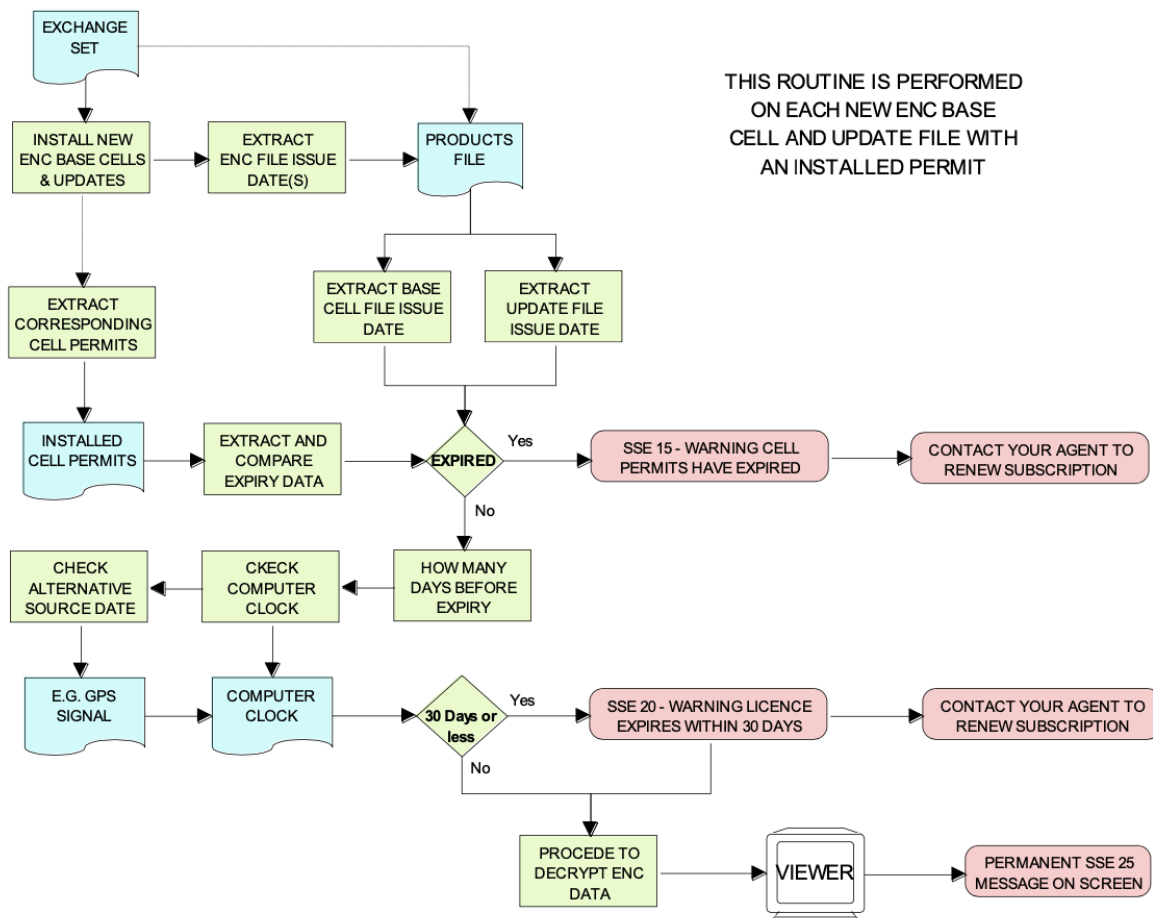 EXCHANGE
SET
THIS ROUTINE IS PERFORMED
ON EACH NEW ENC BASE
CELL AND UPDATE FILE WITH
AN INSTALLED PERMIT
INSTALL NEW
ENC BASE CELLS
& UPDATES
EXTRACT
ENC FILE ISSUE
DATE(S)
PRODUCTS
FILE
EXTRACT BASE
CELL FILE ISSUE
DATE
EXTRACT
UPDATE FILE
ISSUE DATE
EXTRACT
CORRESPONDING
CELL PERMITS
INSTALLED
CELL PERMITS
EXTRACT AND
COMPARE
EXPIRY DATA
EXPIRED
Yes
SSE 15 - WARNING CELL
PERMITS HAVE EXPIRED
CONTACT YOUR AGENT TO
RENEW SUBSCRIPTION
No
CHECK
ALTERNATIVE
SOURCE DATE
CKECK
COMPUTER
CLOCK
HOW MANY
DAYS BEFORE
EXPIRY
E.G. GPS
SIGNAL
COMPUTER
CLOCK
30 Days or
less
Yes
SSE 20 - WARNING LICENCE
EXPIRES WITHIN 30 DAYS
CONTACT YOUR AGENT TO
RENEW SUBSCRIPTION
No
PROCEDE TO
DECRYPT ENC
DATA
VIEWER
PERMANENT SSE 25
MESSAGE ON SCREEN